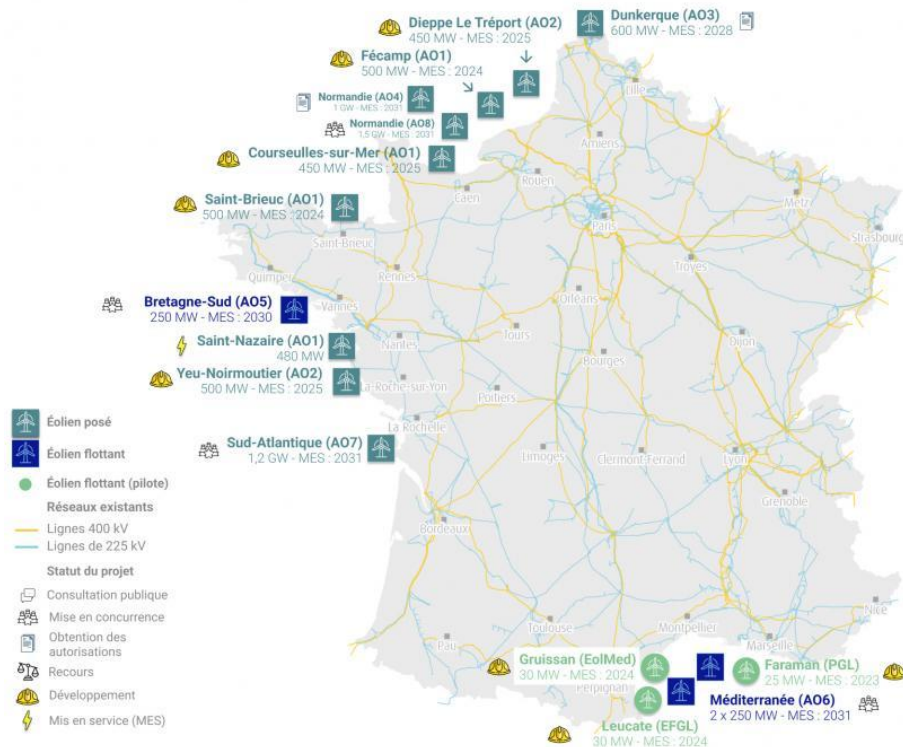 Dieppe Le Tréport (AO2)
450 MW - MES : 2025
Dunkerque (AO3)
600 MW - MES : 2028
Fécamp (AO1)
500 MW - MES : 2024
Normandie (AO4)
1 GW - MES : 2031
Normandie (AO8)
1,5 GW - MES : 2031
Courseulles-sur-Mer (AO1)
450 MW - MES : 2025
Saint-Brieuc (AO1)
500 MW - MES : 2024
Bretagne-Sud (AO5)
250 MW - MES : 2030
Saint-Nazaire (AO1)
480 MW
Yeu-Noirmoutier (AO2)
500 MW - MES : 2025
Sud-Atlantique (AO7)
1,2 GW - MES : 2031
Lille
Amiens
Rouen
Caen
Metz
Paris
Strasbourg
Saint-Brieuc
Rennes
Troyes
Quimper
Orléans
Vannes
Tours
Dijon
Nantes
Bourges
La-Roche-sur-Yon
Poitiers
La Rochelle
Limoges
Clermont-Ferrand
Lyon
Grenoble
Bordeaux
Nice
Toulouse
Montpellier
Pau
Marseille
Perpignan
Gruissan (EolMed)
30 MW - MES : 2024
Faraman (PGL)
25 MW - MES : 2023
Méditerranée (AO6)
2 x 250 MW - MES : 2031
Leucate (EFGL)
30 MW - MES : 2024
Éolien posé
Éolien flottant
Éolien flottant (pilote)
Réseaux existants
Lignes 400 kV
Lignes de 225 kV
Statut du projet
Consultation publique
Mise en concurrence
Obtention des
autorisations
Recours
Développement
Mis en service (MES)